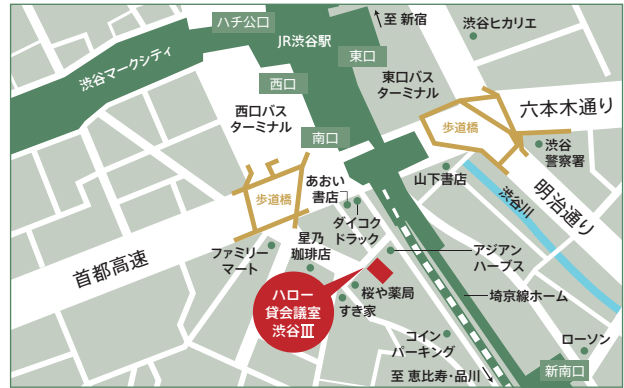 ハチ公口
至 新宿
渋谷ヒカリエ
JR渋谷駅
東口
渋谷マークシティ
西口
東口バス
ターミナル
六本木通り
西口バス
ターミナル
歩道橋
南口
渋谷
警察署
山下書店
渋谷川
明治通り
あおい
書店
歩道橋
ダイコク
ドラック
星乃
珈琲店
ファミリー
マート
アジアン
ハーブス
首都高速
ハロー
貸会議室
渋谷Ⅲ
桜や薬局
すき家
埼京線ホーム
コイン
パーキング
ローソン
新南口
至 恵比寿・品川